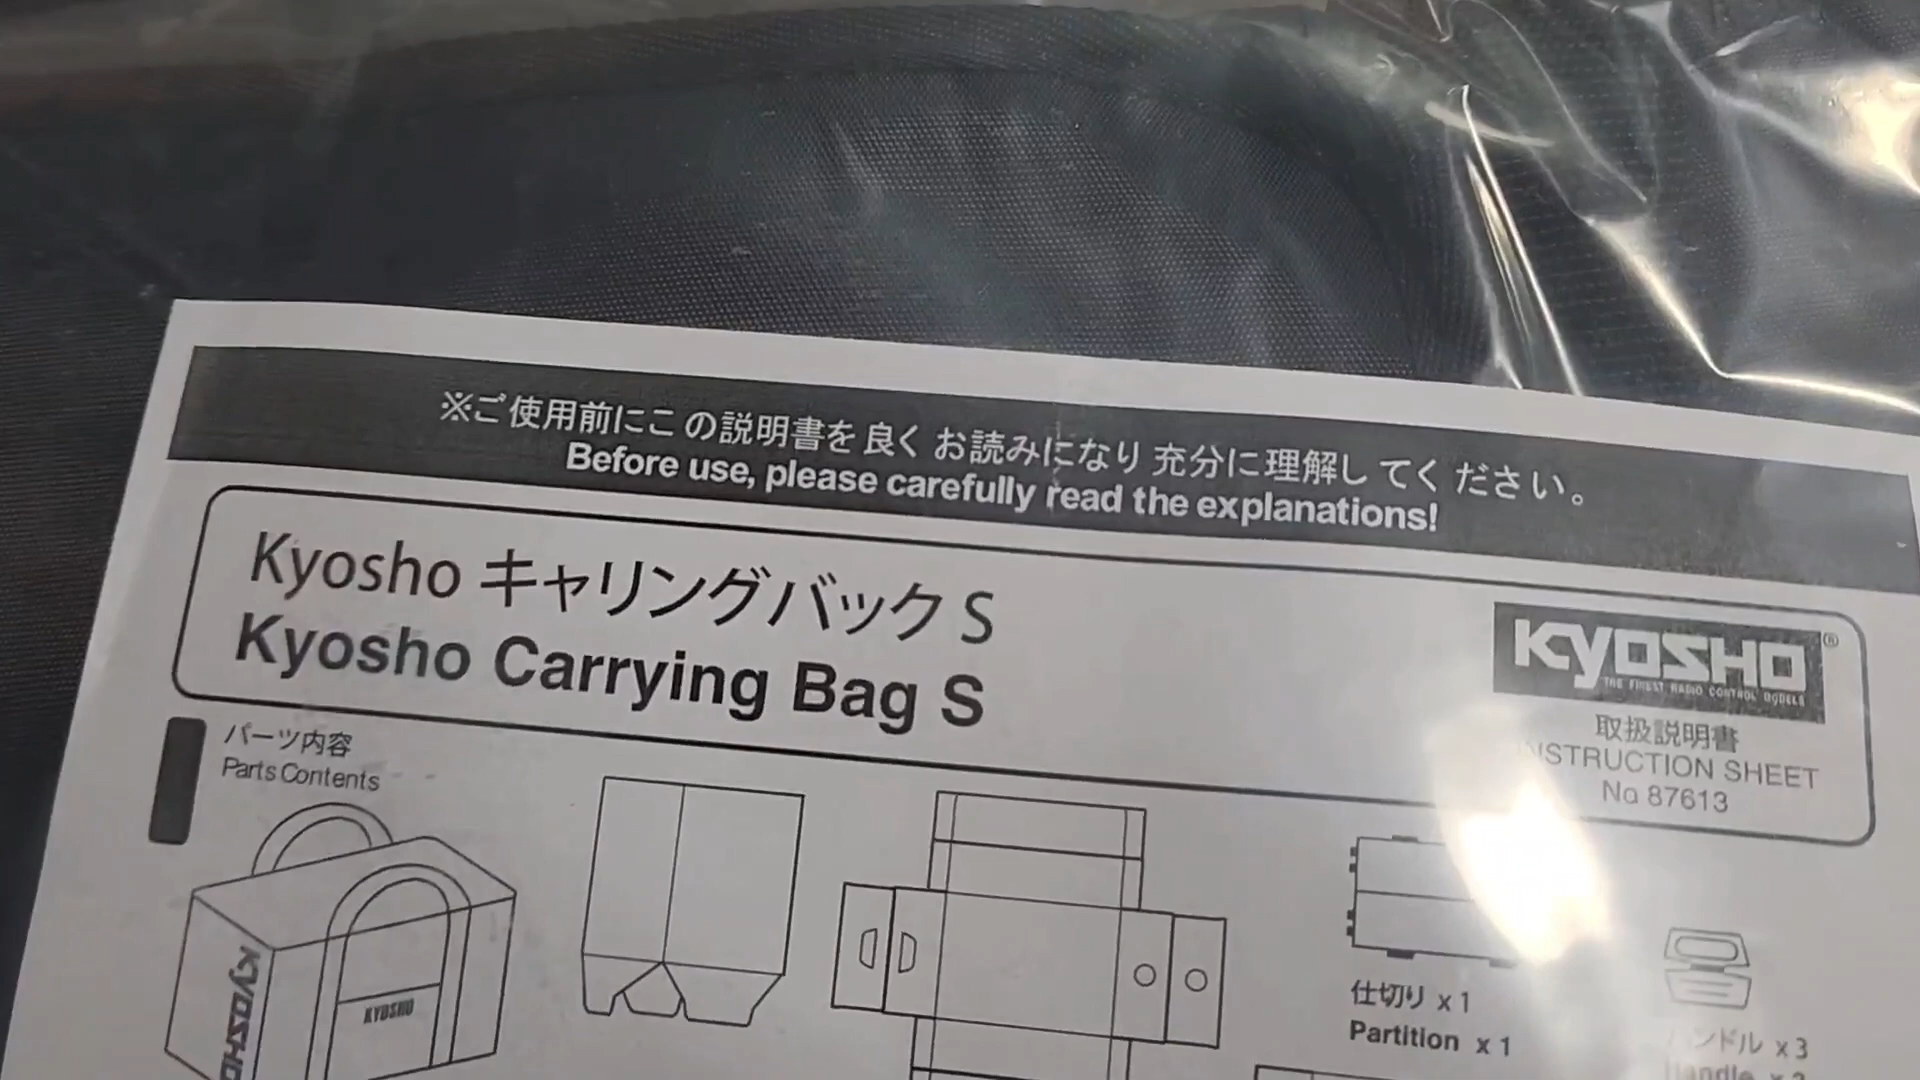 ※ご使用前にこの説明書を良くお読みになり充分に理解してください。
Before use, please carefully read the explanations!
Kyosho キャリングバック S
Kyosho Carrying Bag S
KYOSHO®
THE FINEST RADIO CONTROL MODELS
取扱説明書
INSTRUCTION SHEET
No 87613
パーツ内容
Parts Contents
KYOSHO
KYOSHO
仕切り x 1
Partition x 1
ハンドル x 3
Handle x 3